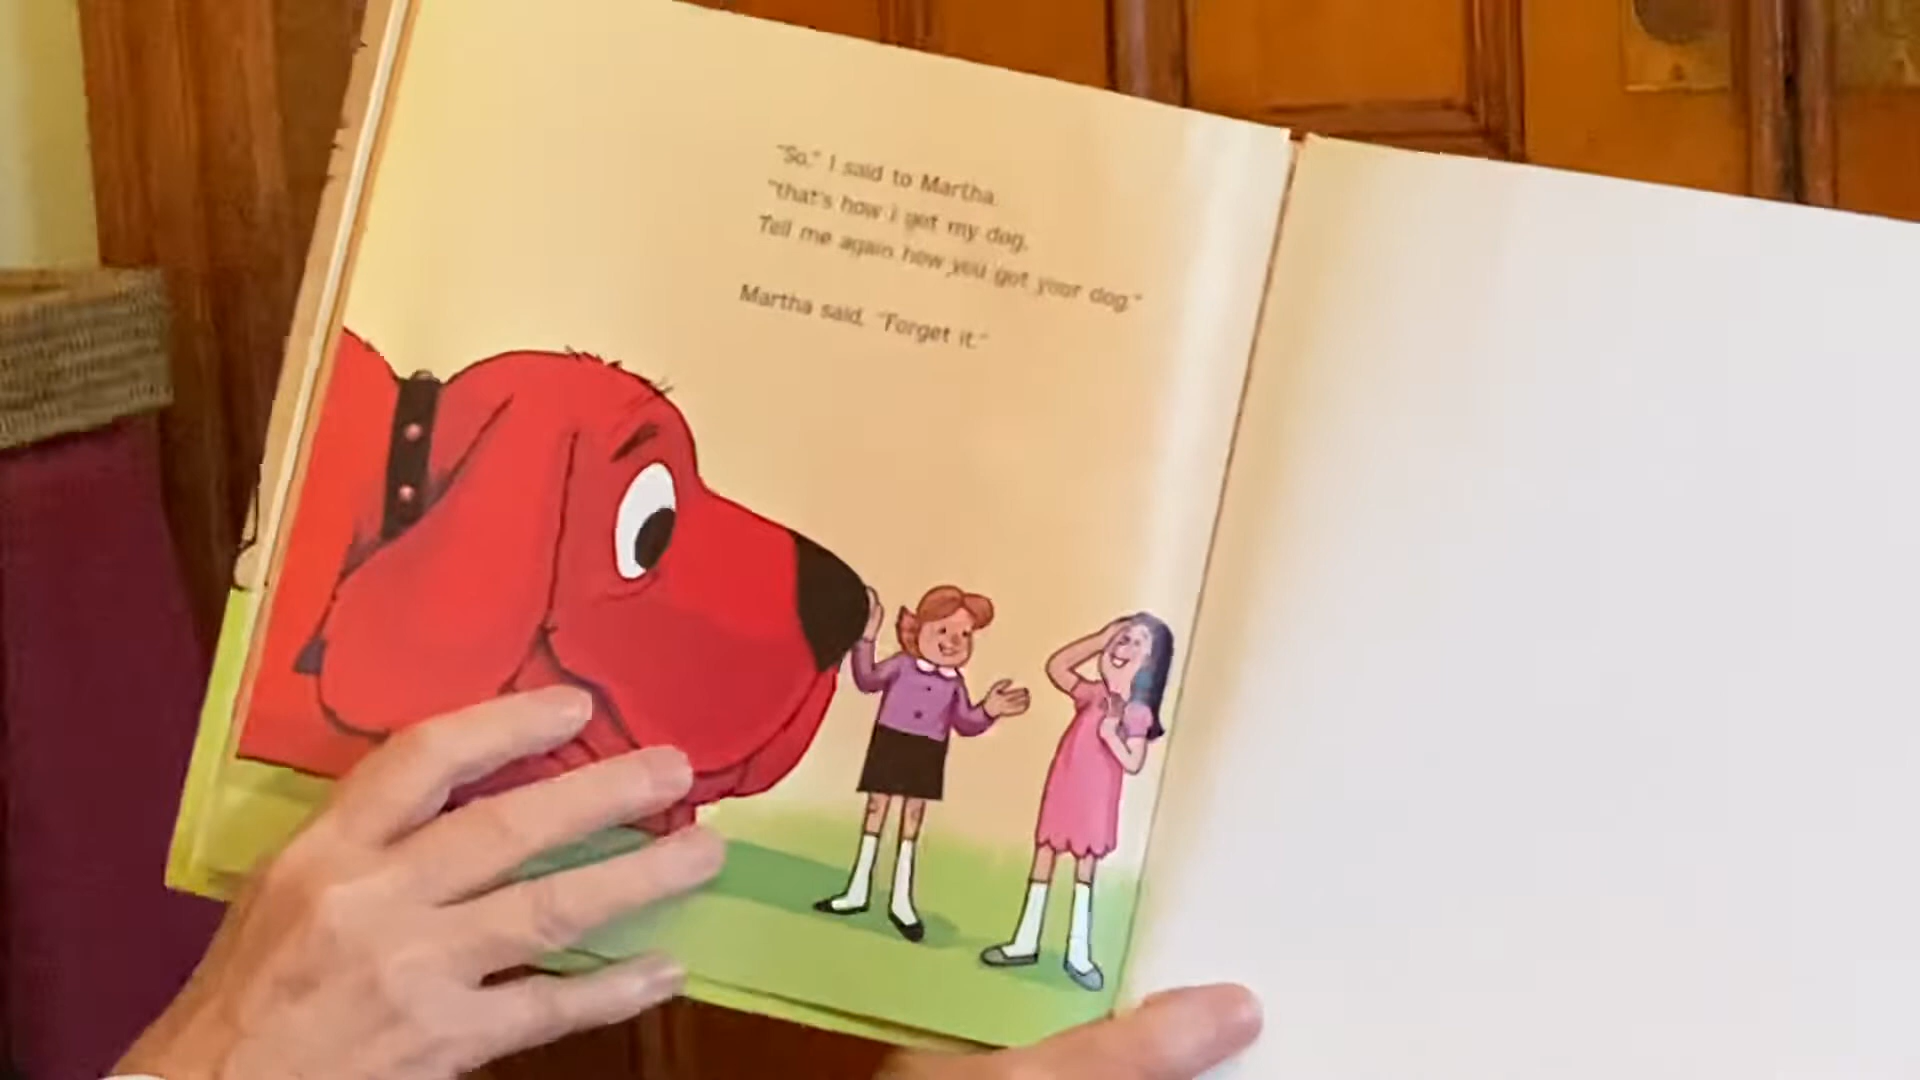 "So," I said to Martha,
"that's how I got my dog.
Tell me again how you got your dog."
Martha said, "Forget it."